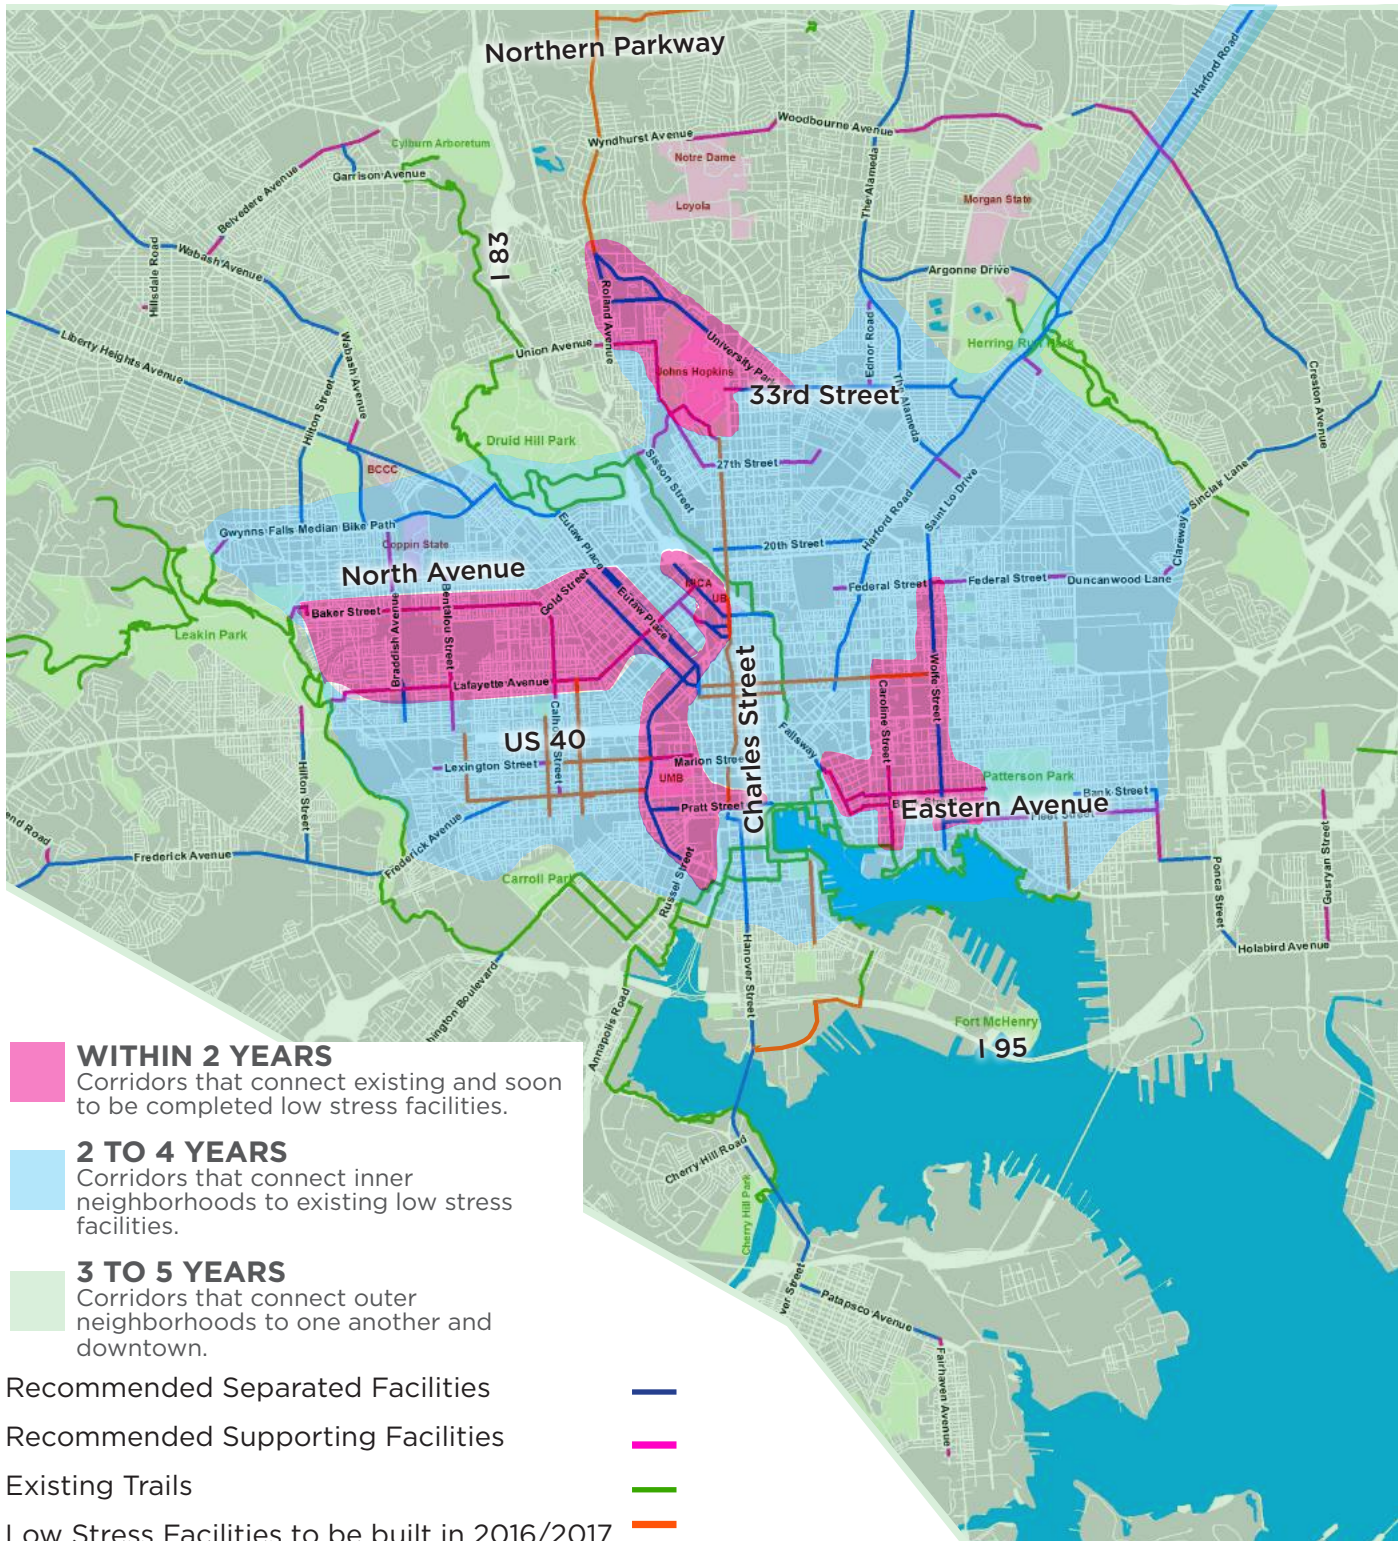 Northern Parkway
Harford Road
Woodbourne Avenue
Wyndhurst Avenue
Cylburn Arboretum
Notre Dame
Garrison Avenue
Belvedere Avenue
The Alameda
Morgan State
Loyola
I 83
Hillsdale Road
Wabash Avenue
Argonne Drive
Roland Avenue
Liberty Heights Avenue
Wabash Avenue
Ednor Road
Union Avenue
University Park
Herring Run Park
Johns Hopkins
Creston Avenue
33rd Street
The Alameda
Hilton Street
Druid Hill Park
BCCC
27th Street
Sisson Street
Saint Lo Drive
Sinclair Lane
Harford Road
Gwynns Falls Median Bike Path
Eutaw Place
Coppin State
20th Street
Clareway
North Avenue
MICA
Federal Street
Federal Street
Duncanwood Lane
Gold Street
Eutaw Place
UB
Baker Street
Braddish Avenue
Bentalou Street
Leakin Park
Charles Street
Wolfe Street
Lafayette Avenue
Caroline Street
US 40
Fallsway
Lexington Street
Marion Stree
UMB
Patterson Park
Hilton Street
Bank Street
Pratt Street
Eastern Avenue
Fleet Street
end Road
Frederick Avenue
Frederick Avenue
Carroll Park
Russel Street
Ponca Street
Gusryan Street
Hanover Street
Holabird Avenue
hington Boulevard
Annapolis Road
Fort McHenry
I 95
Cherry Hill Road
Cherry Hill Park
ver Street
Patapsco Avenue
Fairhaven Avenue
WITHIN 2 YEARS
Corridors that connect existing and soon
to be completed low stress facilities.
2 TO 4 YEARS
Corridors that connect inner
neighborhoods to existing low stress
facilities.
3 TO 5 YEARS
Corridors that connect outer
neighborhoods to one another and
downtown.
Recommended Separated Facilities
Recommended Supporting Facilities
Existing Trails
Low Stress Facilities to be built in 2016/2017